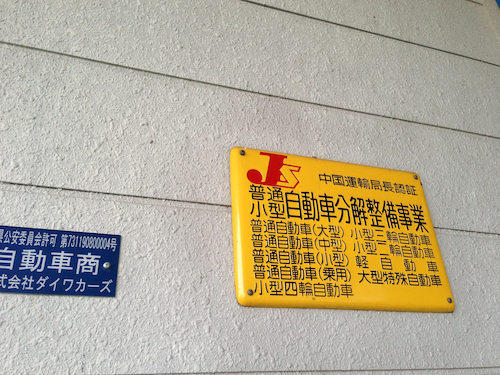 県公安委員会許可 第731190800004号
自動車商
式会社ダイワカーズ
JS
中国運輸局長認証
普通
小型
自動車分解整備事業
普通自動車(大型) 小型三輪自動車
普通自動車(中型) 小型二輪自動車
普通自動車(小型) 軽自動車
普通自動車(乗用) 大型特殊自動車
小型四輪自動車